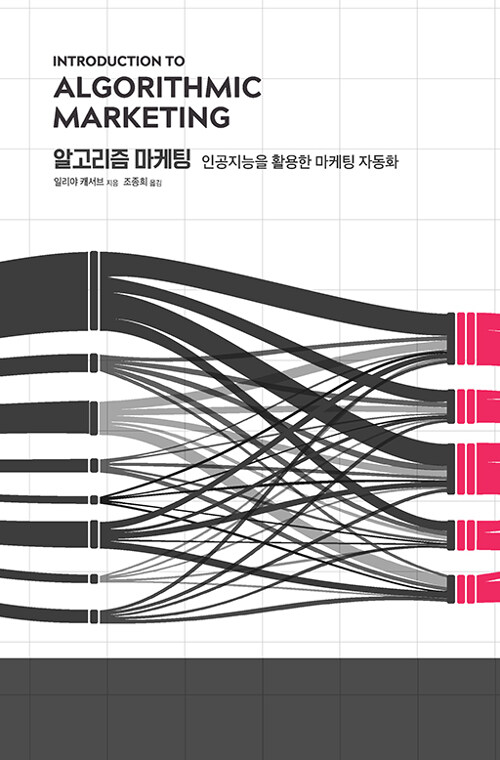 INTRODUCTION TO
ALGORITHMIC
MARKETING
알고리즘 마케팅 인공지능을 활용한 마케팅 자동화
일리야 캐서브 지음 조종희 옮김